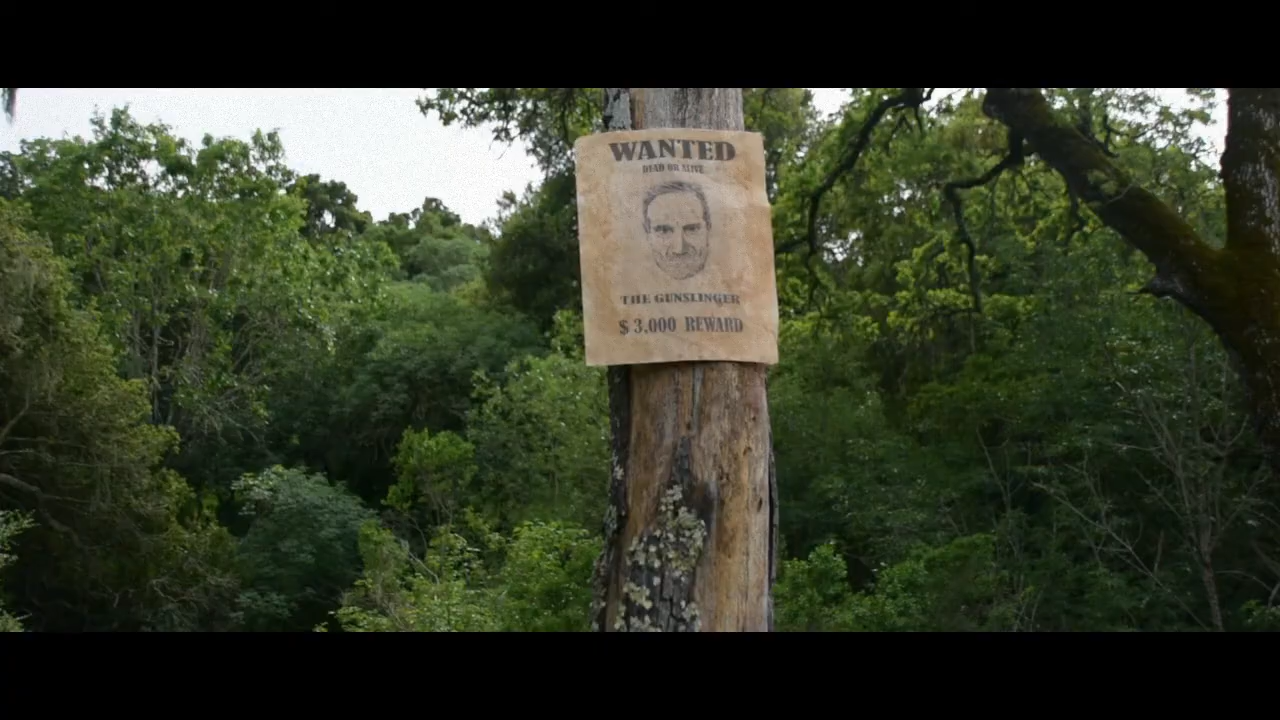 WANTED
DEAD OR ALIVE
THE GUNSLINGER
$3,000 REWARD